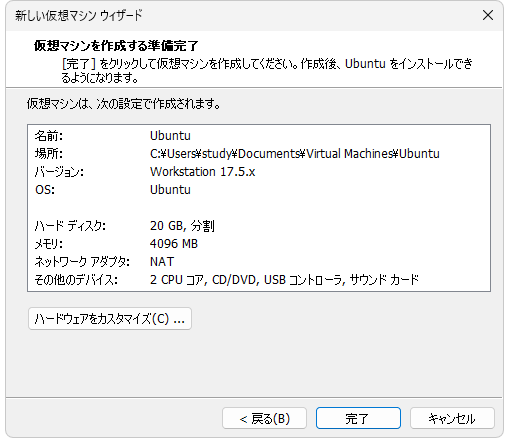 新しい仮想マシン ウィザード
仮想マシンを作成する準備完了
[完了] をクリックして仮想マシンを作成してください。作成後、Ubuntu をインストールでき
るようになります。
仮想マシンは、次の設定で作成されます。
名前: Ubuntu
場所: C:¥Users¥study¥Documents¥Virtual Machines¥Ubuntu
バージョン: Workstation 17.5.x
OS: Ubuntu
ハード ディスク: 20 GB, 分割
メモリ: 4096 MB
ネットワーク アダプタ: NAT
その他のデバイス: 2 CPU コア, CD/DVD, USB コントローラ, サウンド カード
ハードウェアをカスタマイズ(C) ...
< 戻る(B)
完了
キャンセル